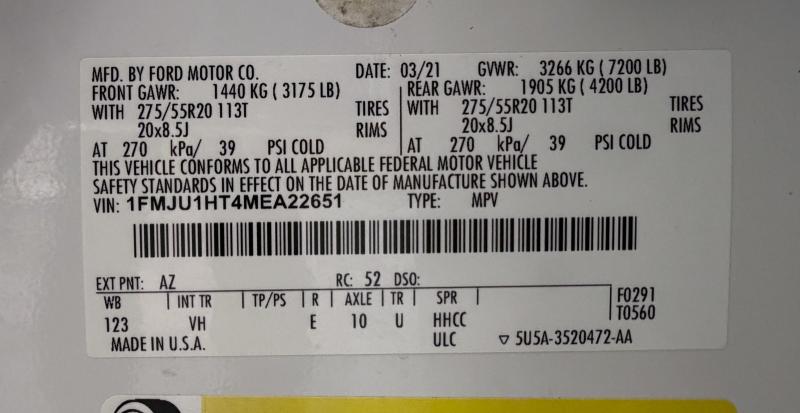 MFD. BY FORD MOTOR CO. DATE: 03/21 GVWR: 3266 KG ( 7200 LB)
FRONT GAWR: 1440 KG ( 3175 LB) REAR GAWR: 1905 KG ( 4200 LB)
WITH 275/55R20 113T TIRES WITH 275/55R20 113T TIRES
20x8.5J RIMS 20x8.5J RIMS
AT 270 kPa/ 39 PSI COLD AT 270 kPa/ 39 PSI COLD
THIS VEHICLE CONFORMS TO ALL APPLICABLE FEDERAL MOTOR VEHICLE
SAFETY STANDARDS IN EFFECT ON THE DATE OF MANUFACTURE SHOWN ABOVE.
VIN: 1FMJU1HT4MEA22651 TYPE: MPV
EXT PNT: AZ RC: 52 DSO:
WB INT TR TP/PS R AXLE TR SPR F0291
123 VH E 10 U HHCC T0560
MADE IN U.S.A. ULC ▽ 5U5A-3520472-AA